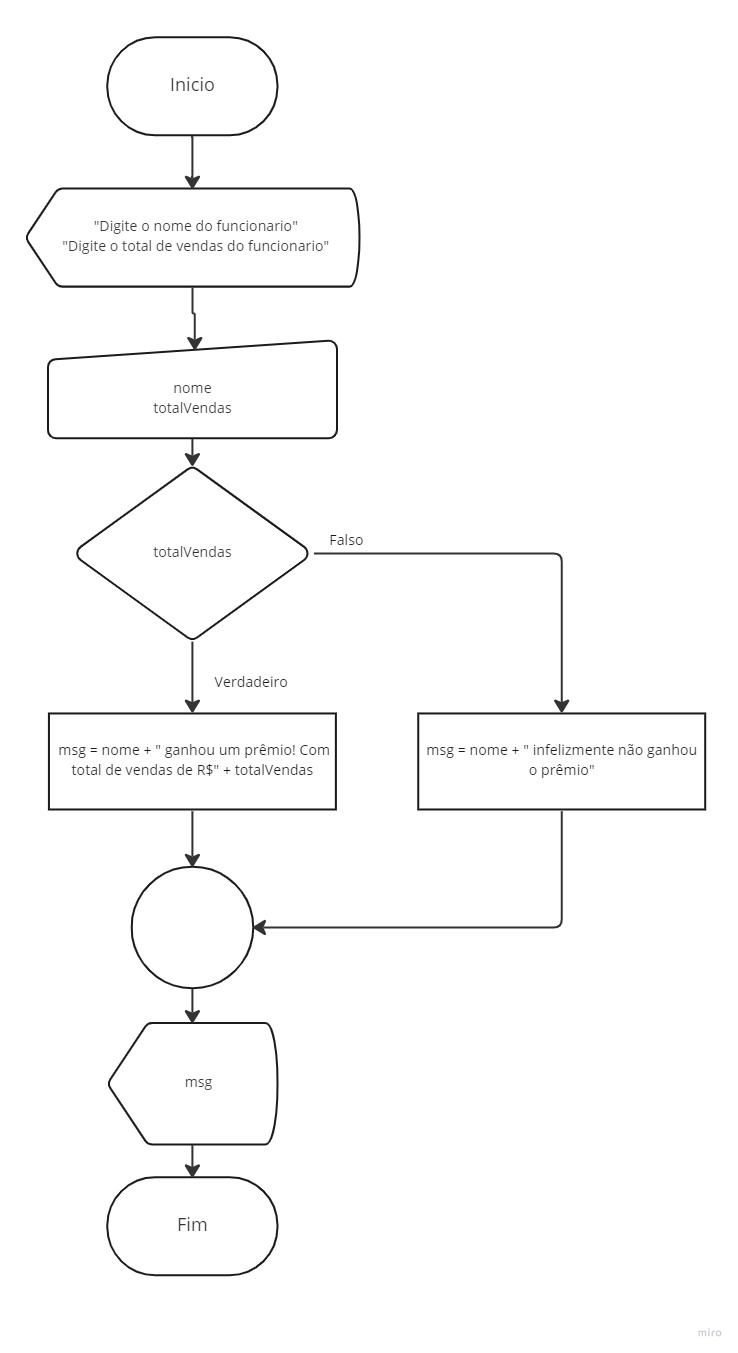 Inicio
"Digite o nome do funcionario"
"Digite o total de vendas do funcionario"
nome
totalVendas
totalVendas
Falso
Verdadeiro
msg = nome + " ganhou um prêmio! Com
total de vendas de R$" + totalVendas
msg = nome + " infelizmente não ganhou
o prêmio"
msg
Fim
miro